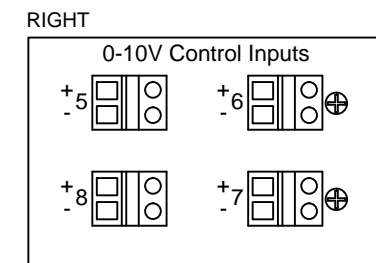 RIGHT
0-10V Control Inputs
+ 5 -
+ 6 -
+ 8 -
+ 7 -